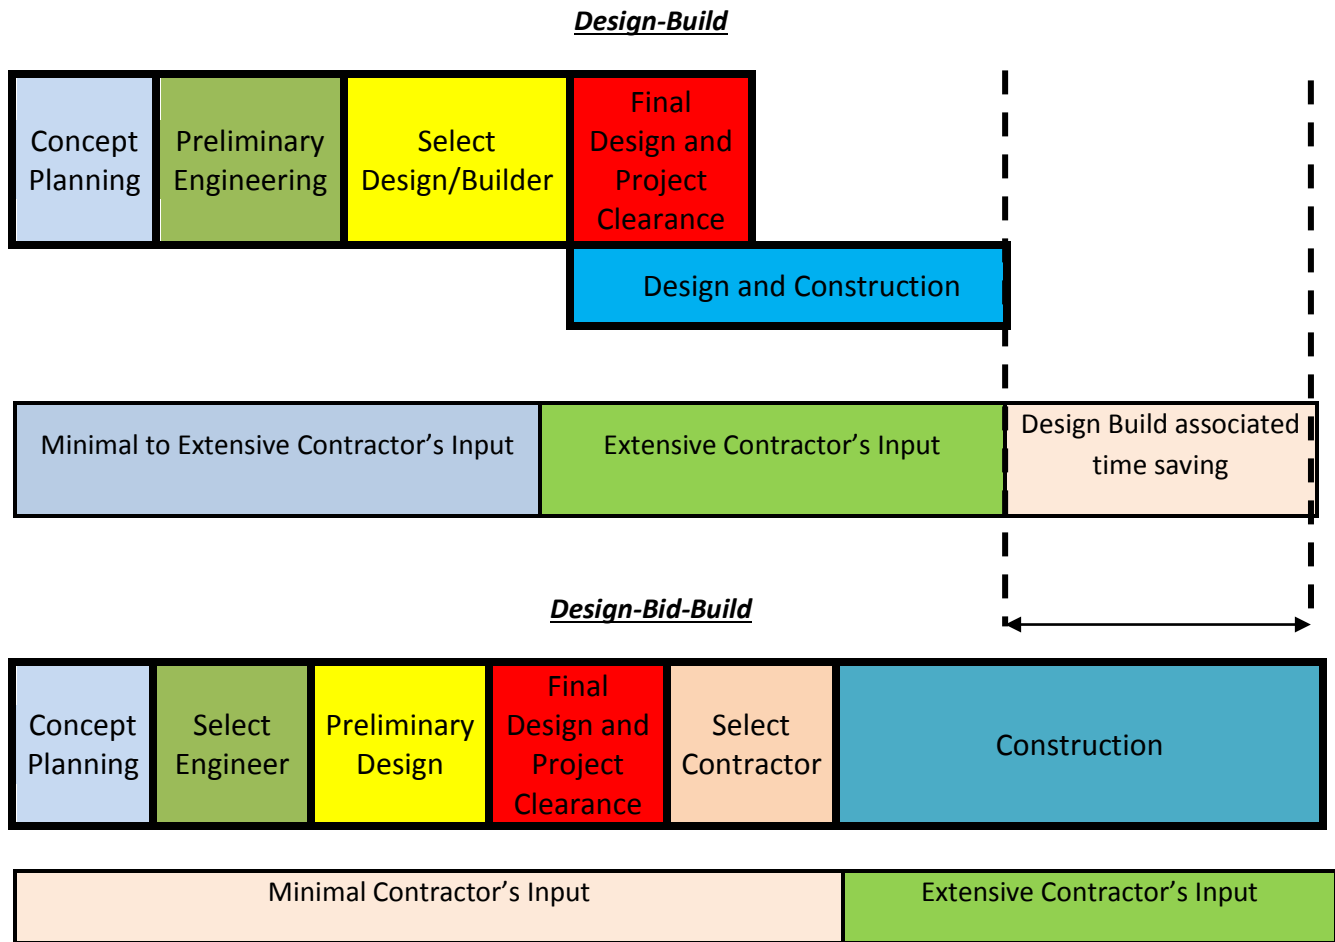 Design-Build
Concept
Planning
Preliminary
Engineering
Select
Design/Builder
Final
Design and
Project
Clearance
Design and Construction
Minimal to Extensive Contractor’s Input
Extensive Contractor’s Input
Design Build associated
time saving
Design-Bid-Build
Concept
Planning
Select
Engineer
Preliminary
Design
Final
Design and
Project
Clearance
Select
Contractor
Construction
Minimal Contractor’s Input
Extensive Contractor’s Input